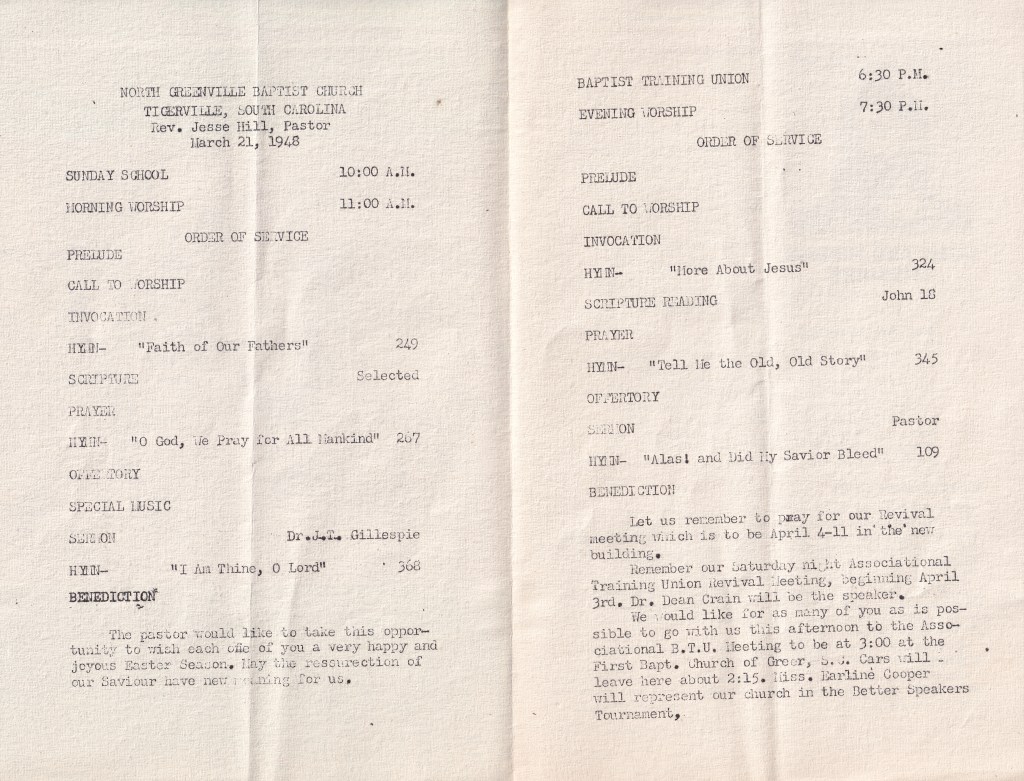 NORTH GREENVILLE BAPTIST CHURCH
TIGERVILLE, SOUTH CAROLINA
Rev. Jesse Hill, Pastor
March 21, 1948
SUNDAY SCHOOL 10:00 A.M.
MORNING WORSHIP 11:00 A.M.
ORDER OF SERVICE
PRELUDE
CALL TO WORSHIP
INVOCATION
HYMN- "Faith of Our Fathers" 249
SCRIPTURE Selected
PRAYER
HYMN- "O God, We Pray for All Mankind" 267
OFFERTORY
SPECIAL MUSIC
SERMON Dr.J.T. Gillespie
HYMN- "I Am Thine, O Lord" 368
BENEDICTION
The pastor would like to take this oppor-
tunity to wish each one of you a very happy and
joyous Easter Season. May the ressurection of
our Saviour have new meaning for us.
BAPTIST TRAINING UNION 6:30 P.M.
EVENING WORSHIP 7:30 P.M.
ORDER OF SERVICE
PRELUDE
CALL TO WORSHIP
INVOCATION
HYMN- "More About Jesus" 324
SCRIPTURE READING John 18
PRAYER
HYMN- "Tell Me the Old, Old Story" 345
OFFERTORY
SERMON Pastor
HYMN- "Alas! and Did My Savior Bleed" 109
BENEDICTION
Let us remember to pray for our Revival
meeting which is to be April 4-11 in the new
building.
Remember our Saturday night Associational
Training Union Revival Meeting, beginning April
3rd. Dr. Dean Crain will be the speaker.
We would like for as many of you as is pos-
sible to go with us this afternoon to the Asso-
ciational B.T.U. Meeting to be at 3:00 at the
First Bapt. Church of Greer, S.C. Cars will
leave here about 2:15. Miss. Earline Cooper
will represent our church in the Better Speakers
Tournament,